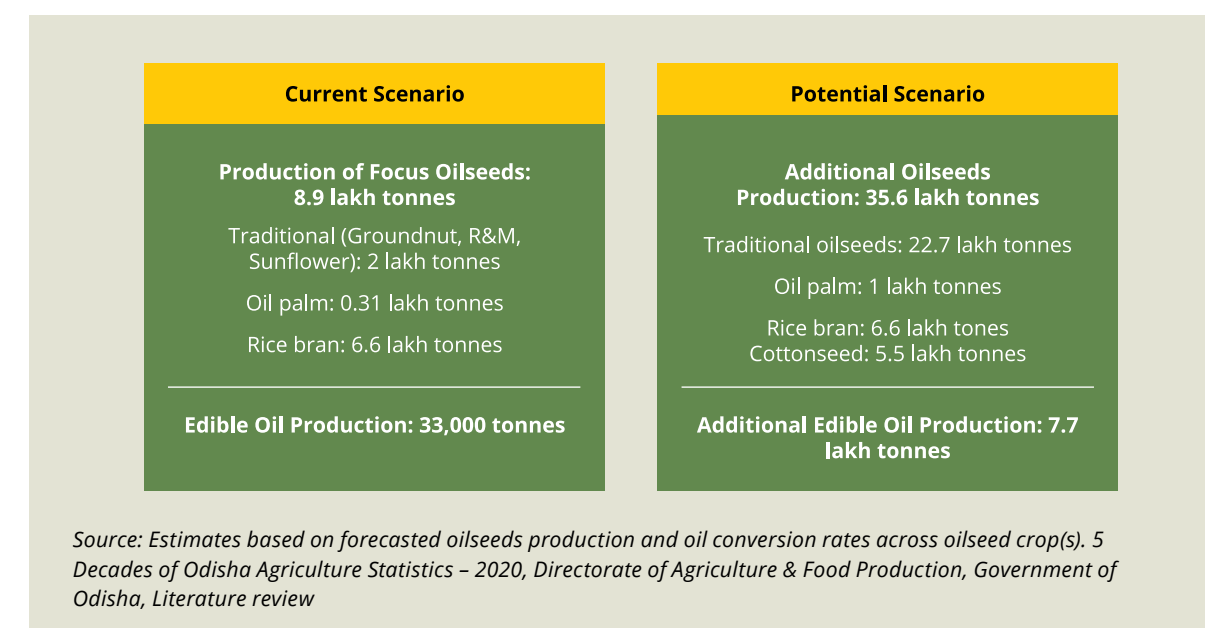 Current Scenario
Production of Focus Oilseeds:
8.9 lakh tonnes
Traditional (Groundnut, R&M,
Sunflower): 2 lakh tonnes
Oil palm: 0.31 lakh tonnes
Rice bran: 6.6 lakh tonnes
Edible Oil Production: 33,000 tonnes
Potential Scenario
Additional Oilseeds
Production: 35.6 lakh tonnes
Traditional oilseeds: 22.7 lakh tonnes
Oil palm: 1 lakh tonnes
Rice bran: 6.6 lakh tones
Cottonseed: 5.5 lakh tonnes
Additional Edible Oil Production: 7.7
lakh tonnes
Source: Estimates based on forecasted oilseeds production and oil conversion rates across oilseed crop(s). 5
Decades of Odisha Agriculture Statistics – 2020, Directorate of Agriculture & Food Production, Government of
Odisha, Literature review